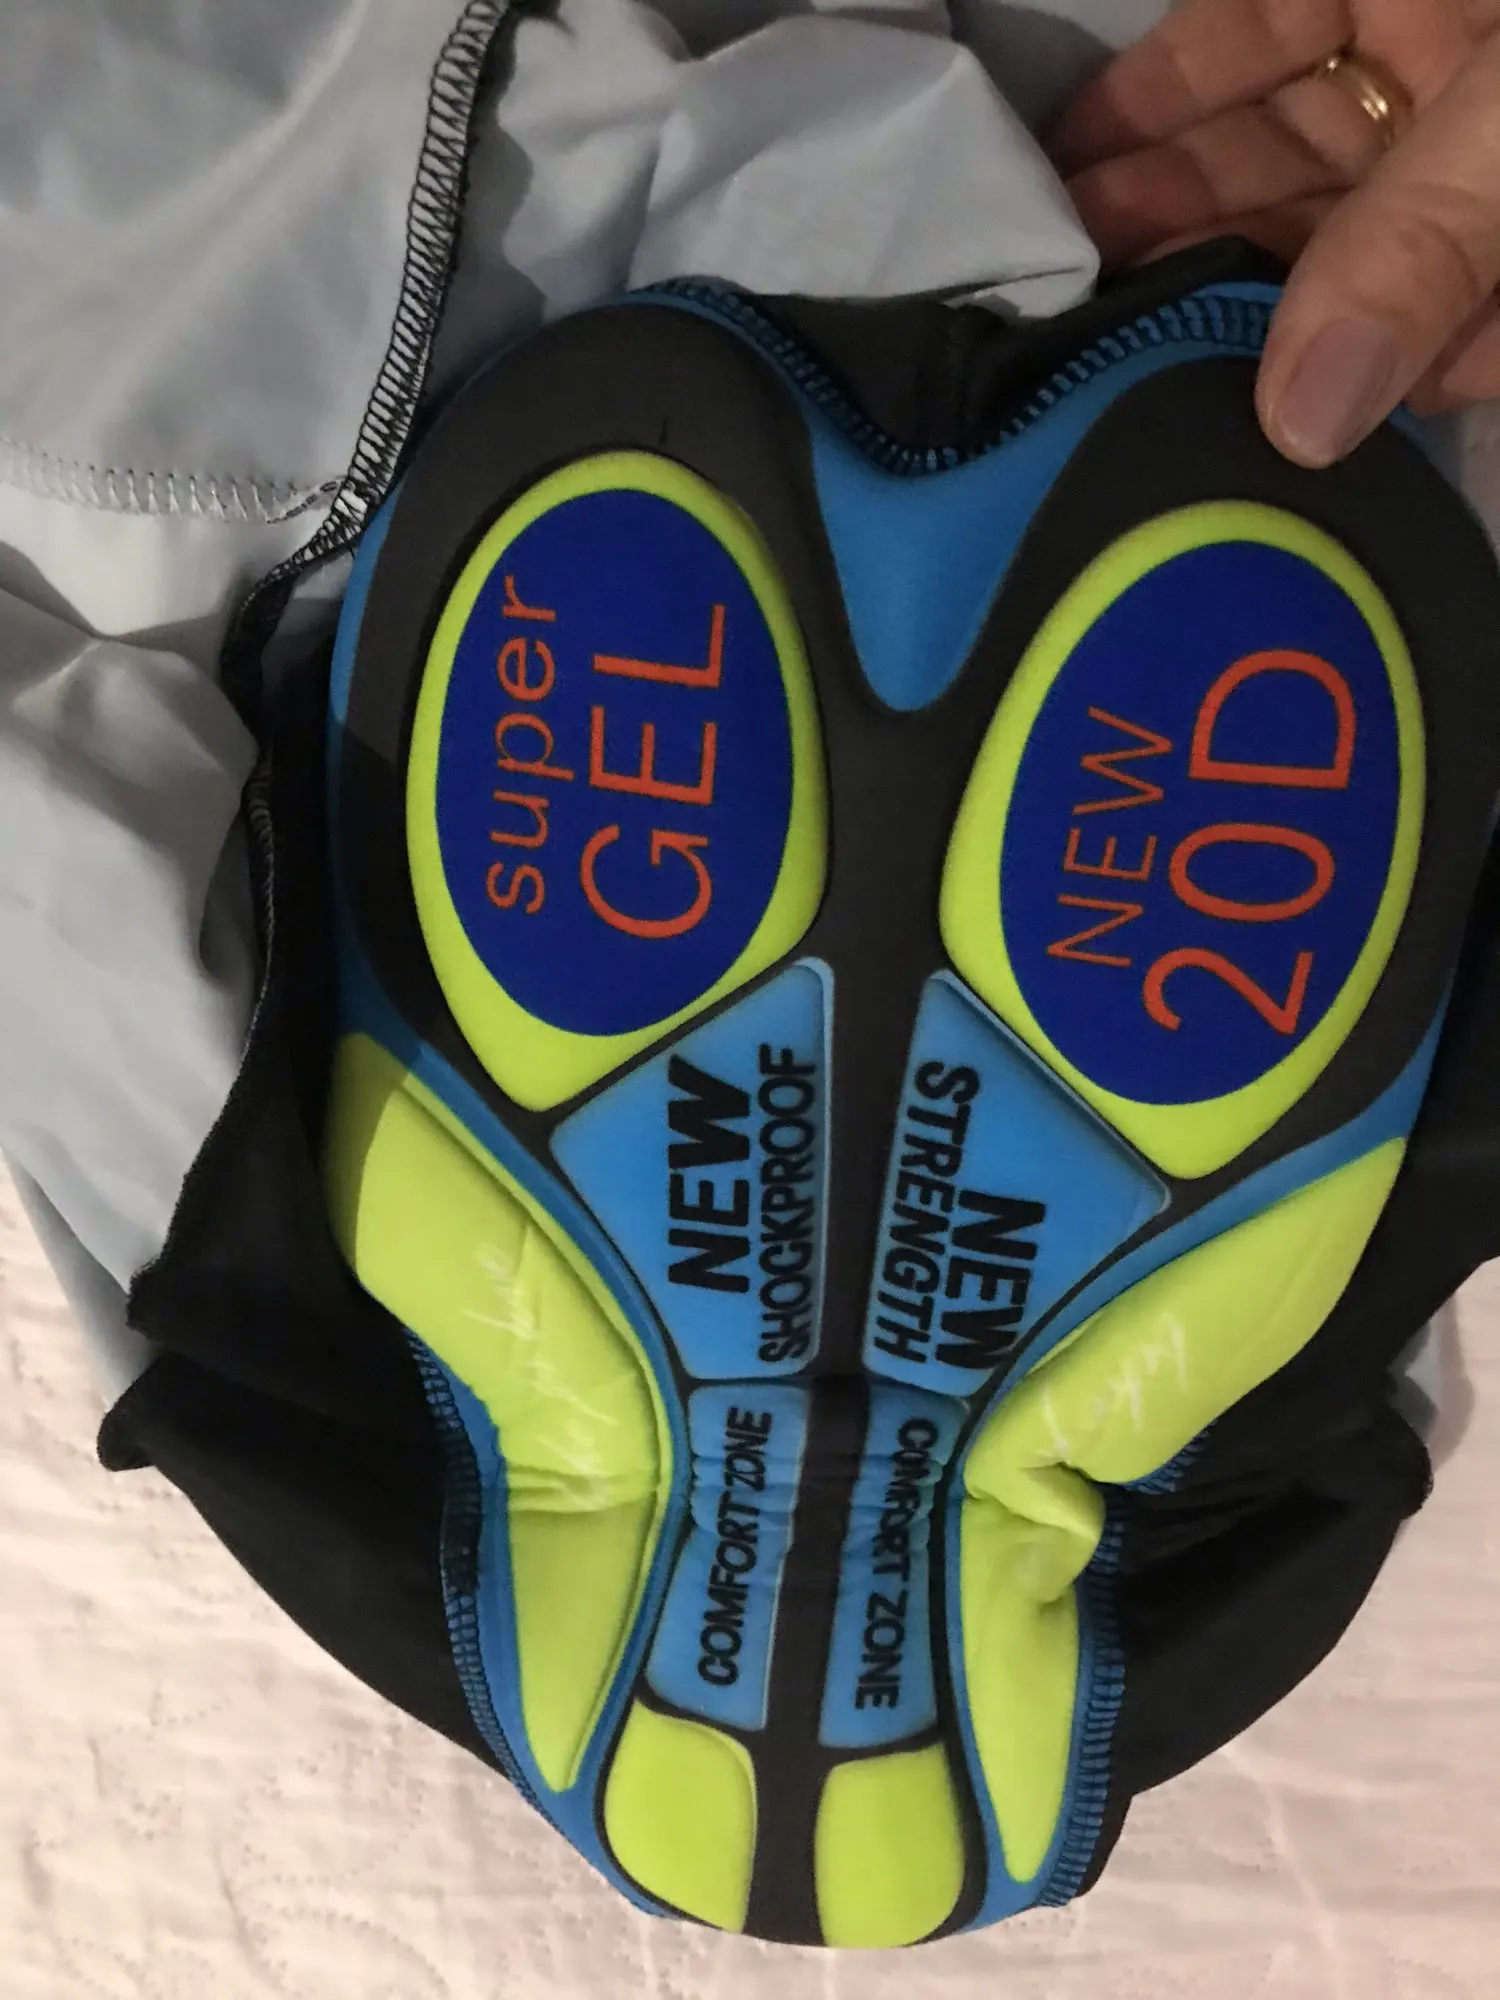 super
GEL
NEW
20D
NEW
SHOCKPROOF
NEW
STRENGTH
COMFORT ZONE
COMFORT ZONE